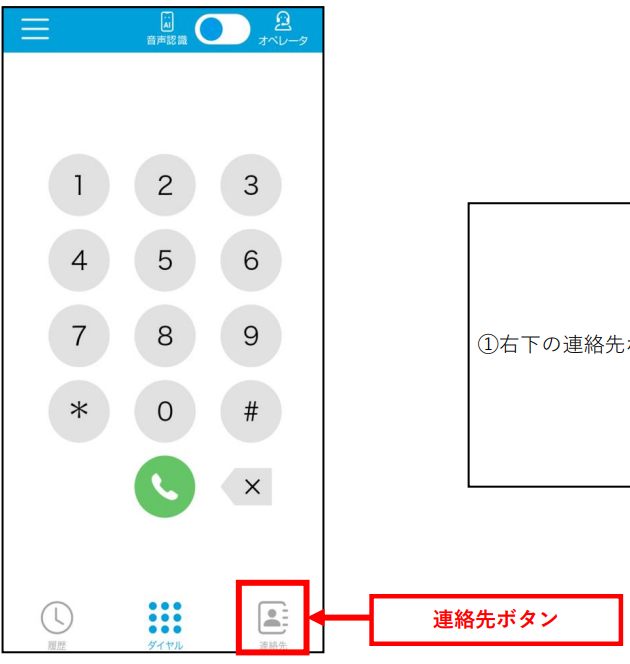 AI
音声認識
オペレータ
1 2 3
4 5 6
7 8 9
* 0 #
①右下の連絡先
履歴
ダイヤル
連絡先
連絡先ボタン